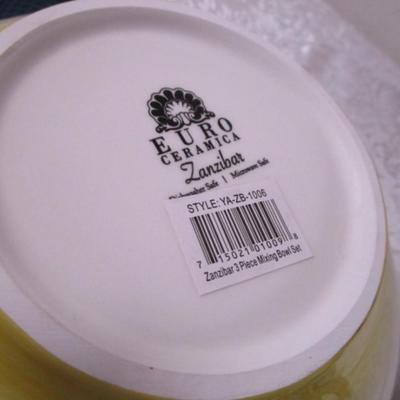 EURO
CERAMICA
Zanzibar
Dishwasher Safe | Microwave Safe
STYLE: YA-ZB-1006
7 15021 01009 8
Zanzibar 3 Piece Mixing Bowl Set